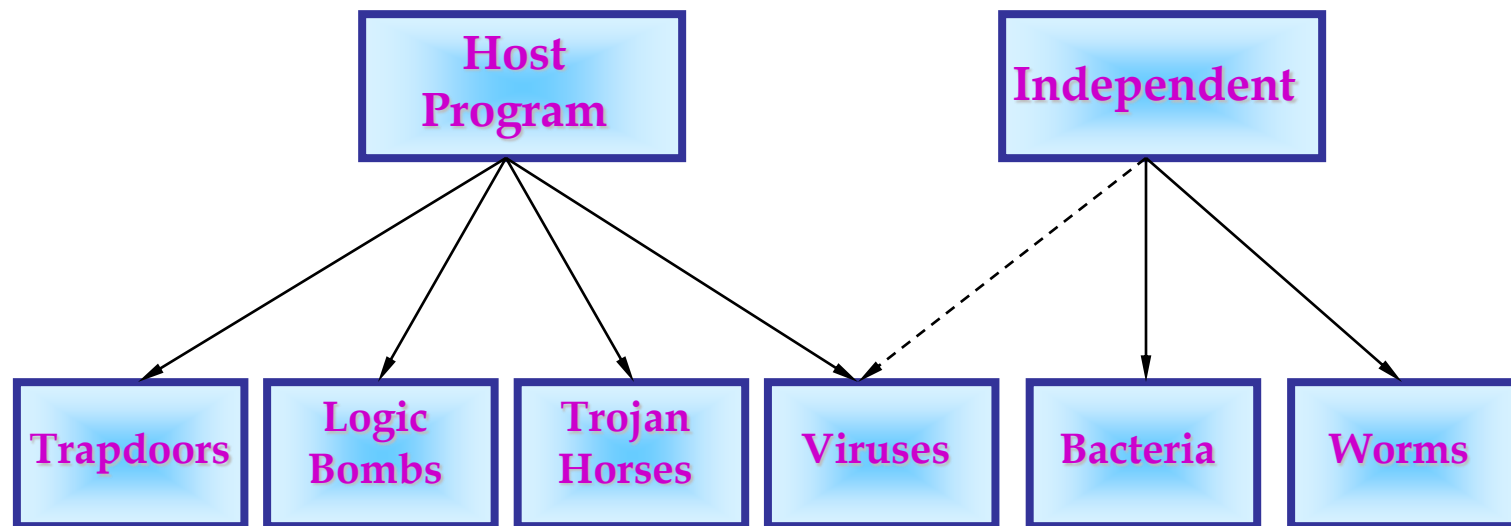 Host
Program
Independent
Trapdoors
Logic
Bombs
Trojan
Horses
Viruses
Bacteria
Worms